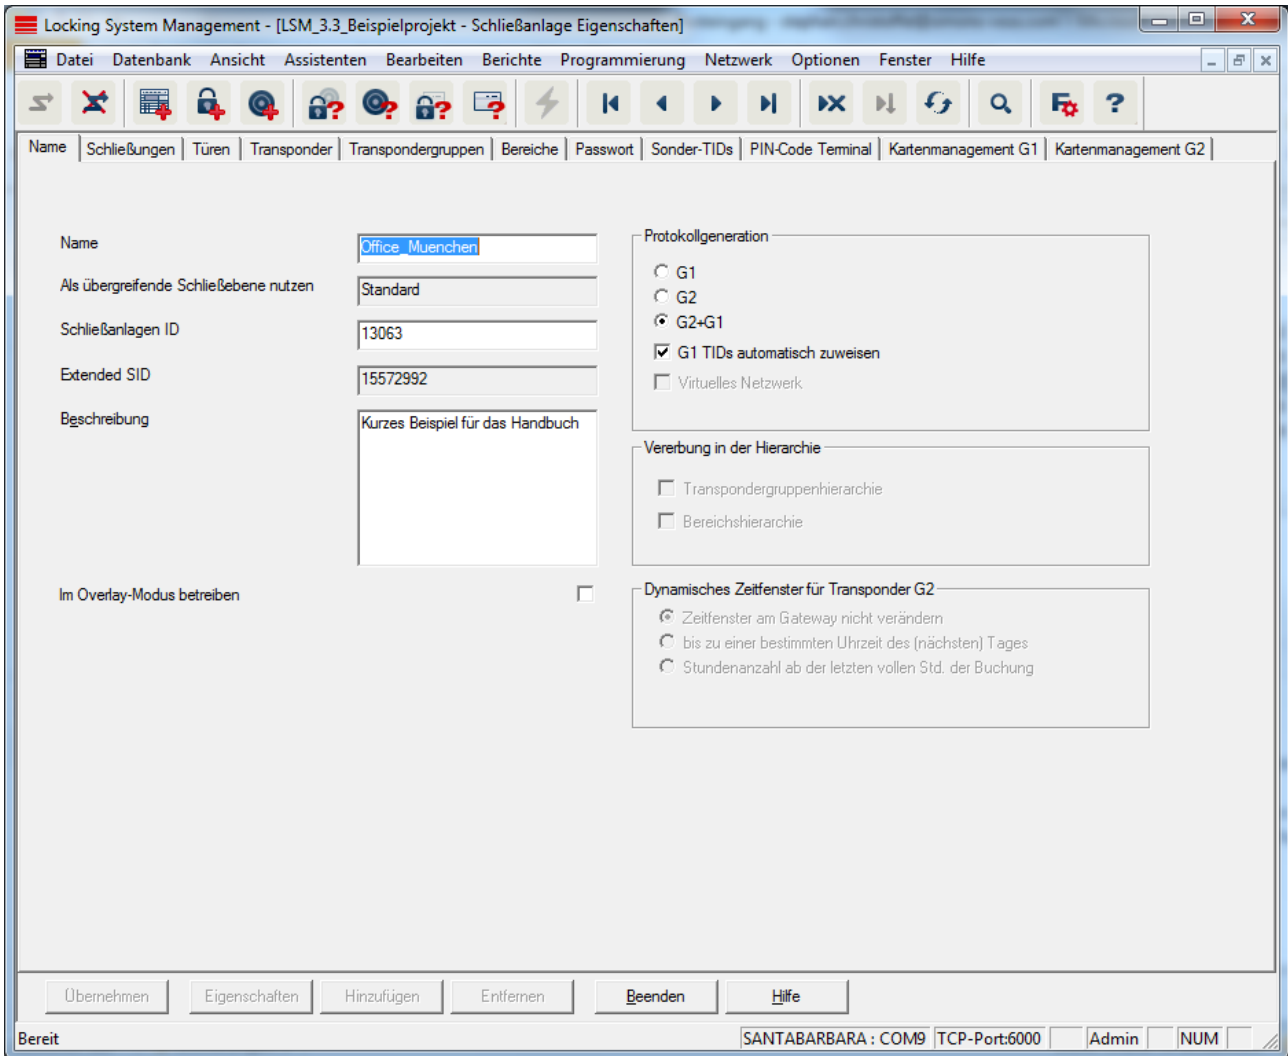 Locking System Management - [LSM_3.3_Beispielprojekt - Schließanlage Eigenschaften]
Datei Datenbank Ansicht Assistenten Bearbeiten Berichte Programmierung Netzwerk Optionen Fenster Hilfe
Name Schließungen Türen Transponder Transpondergruppen Bereiche Passwort Sonder-TIDs PIN-Code Terminal Kartenmanagement G1 Kartenmanagement G2
Name
Office_Muenchen
Als übergreifende Schließebene nutzen
Standard
Schließanlagen ID
13063
Extended SID
15572992
Beschreibung
Kurzes Beispiel für das Handbuch
Im Overlay-Modus betreiben
Protokollgeneration
G1
G2
G2+G1
G1 TIDs automatisch zuweisen
Virtuelles Netzwerk
Vererbung in der Hierarchie
Transpondergruppenhierarchie
Bereichshierarchie
Dynamisches Zeitfenster für Transponder G2
Zeitfenster am Gateway nicht verändern
bis zu einer bestimmten Uhrzeit des (nächsten) Tages
Stundenanzahl ab der letzten vollen Std. der Buchung
Übernehmen Eigenschaften Hinzufügen Entfernen Beenden Hilfe
Bereit SANTABARBARA : COM9 TCP-Port:6000 Admin NUM